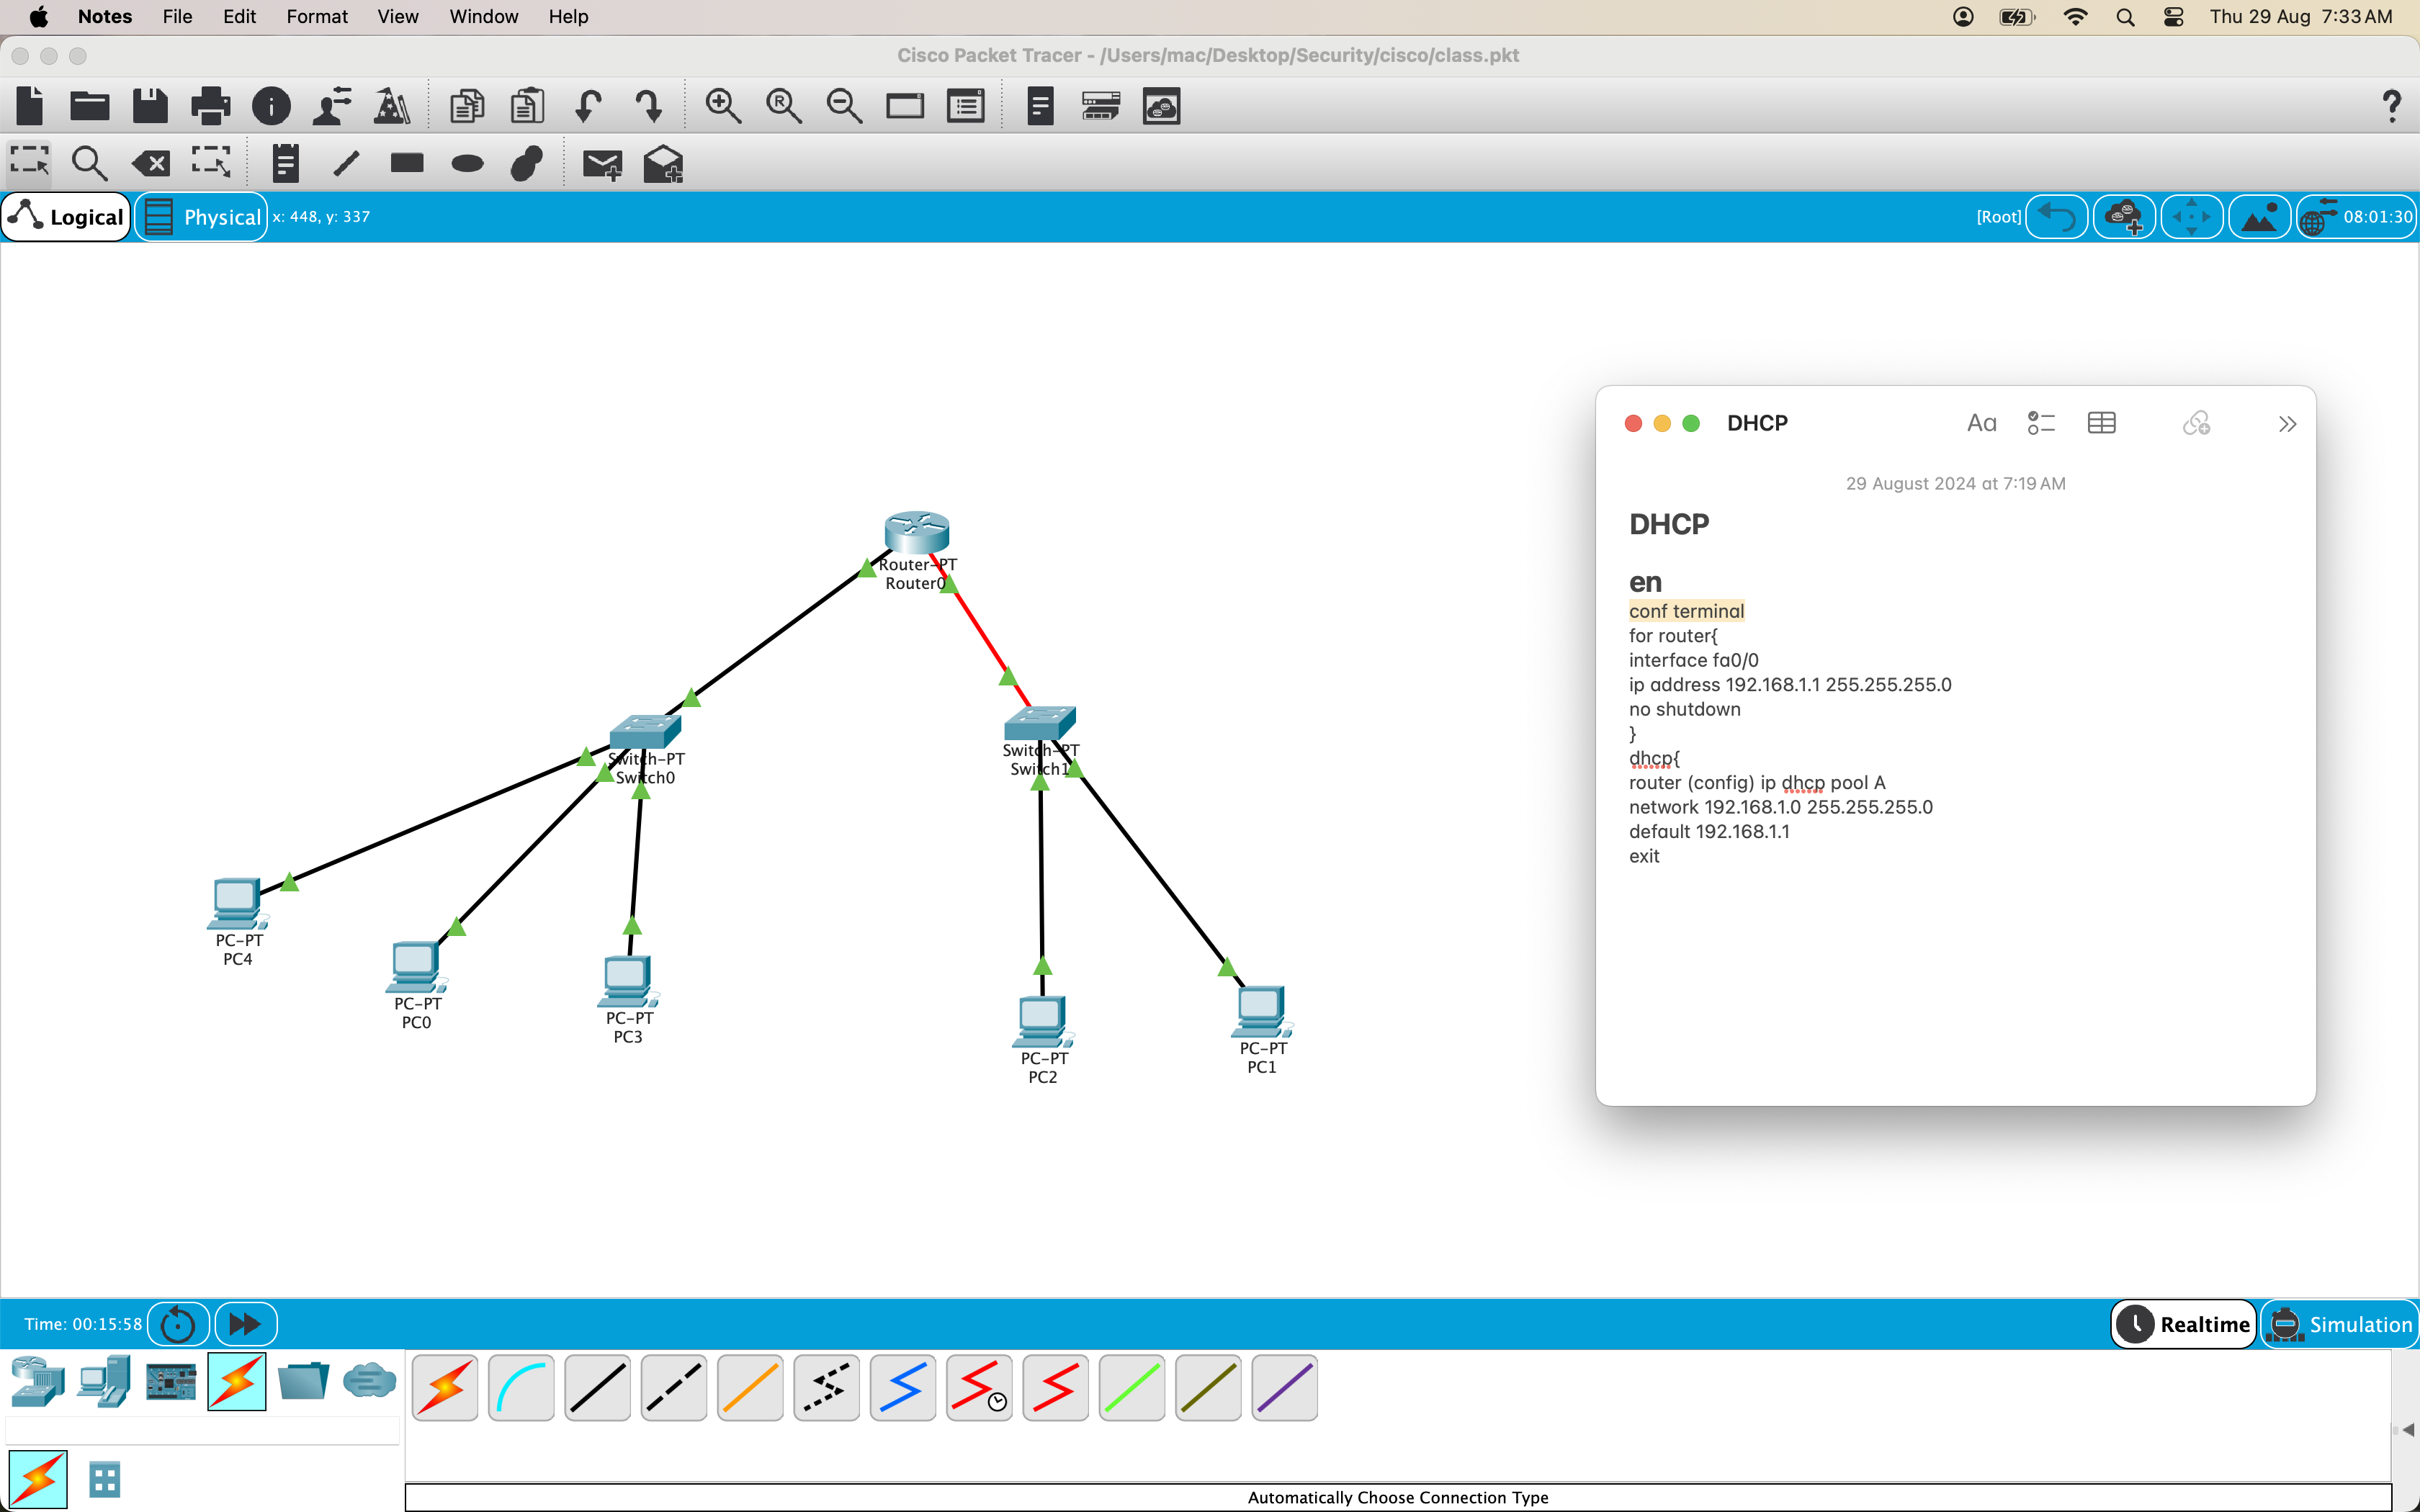 Notes File Edit Format View Window Help Thu 29 Aug 7:33 AM
Cisco Packet Tracer - /Users/mac/Desktop/Security/cisco/class.pkt
?
Logical Physical x: 448, y: 337 [Root] 08:01:30
DHCP Aa
29 August 2024 at 7:19 AM
DHCP
en
conf terminal
for router{
interface fa0/0
ip address 192.168.1.1 255.255.255.0
no shutdown
}
dhcp{
router (config) ip dhcp pool A
network 192.168.1.0 255.255.255.0
default 192.168.1.1
exit
Router-PT
Router0
Switch-PT
Switch0
Switch-PT
Switch1
PC-PT
PC4
PC-PT
PC0
PC-PT
PC3
PC-PT
PC2
PC-PT
PC1
Time: 00:15:58 Realtime Simulation
Automatically Choose Connection Type